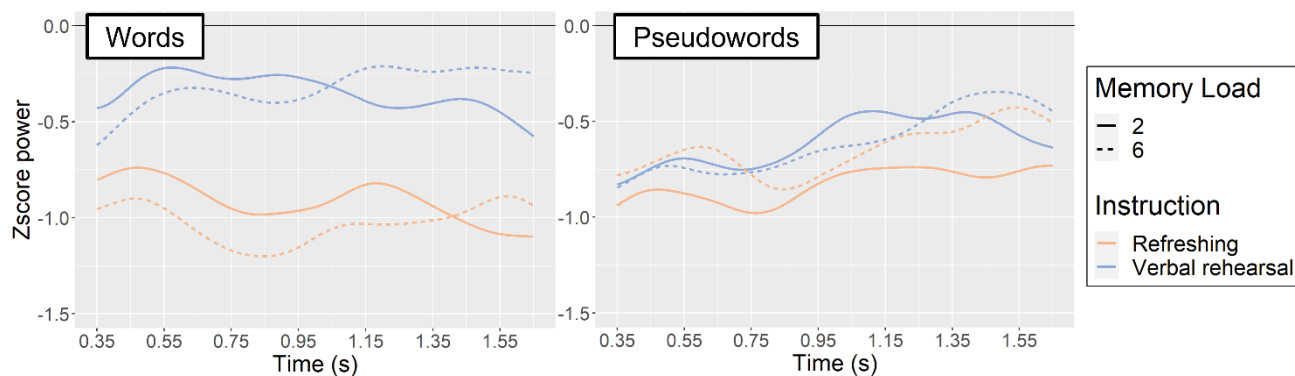 Words
Pseudowords
Zscore power
0.0
-0.5
-1.0
-1.5
0.35 0.55 0.75 0.95 1.15 1.35 1.55
Time (s)
0.0
-0.5
-1.0
-1.5
0.35 0.55 0.75 0.95 1.15 1.35 1.55
Time (s)
Memory Load
2
6
Instruction
Refreshing
Verbal rehearsal